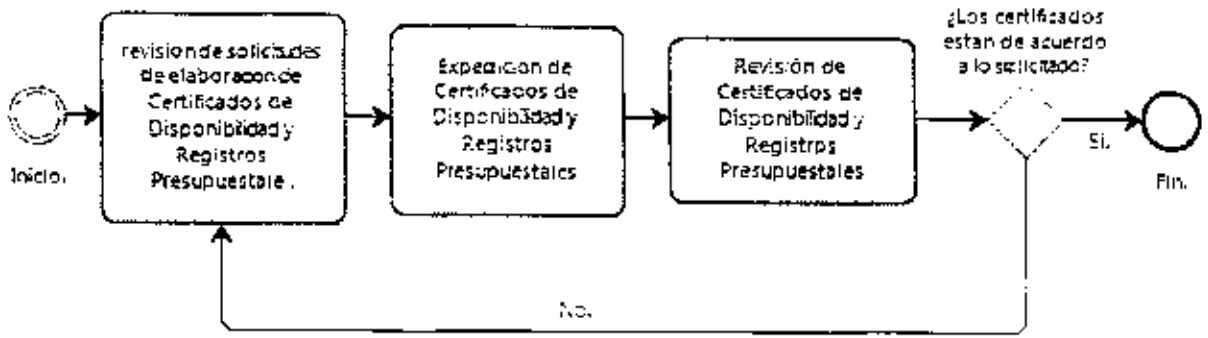 Inicio.
revision de solicitudes
de elaboracion de
Certificados de
Disponibilidad y
Registros
Presupuestale.
Expedicion de
Certificados de
Disponibilidad y
Registros
Presupuestales
Revisión de
Certificados de
Disponibilidad y
Registros
Presupuestales
¿Los certificados
estan de acuerdo
a lo solicitado?
Si.
Fin.
No.